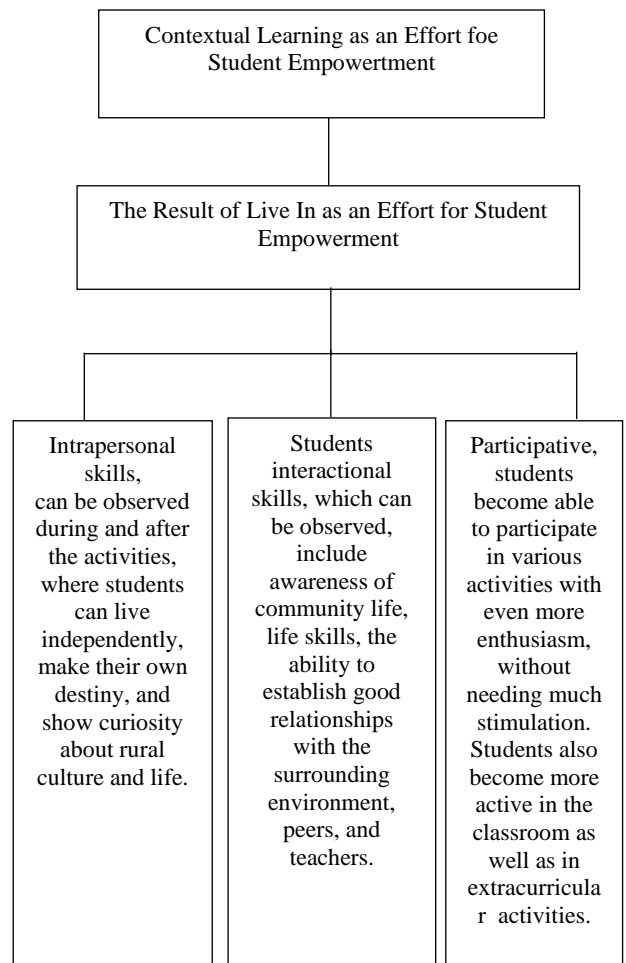 Contextual Learning as an Effort foe
Student Empowertment
The Result of Live In as an Effort for Student
Empowerment
Intrapersonal
skills,
can be observed
during and after
the activities,
where students
can live
independently,
make their own
destiny, and
show curiosity
about rural
culture and life.
Students
interactional
skills, which can
be observed,
include
awareness of
community life,
life skills, the
ability to
establish good
relationships
with the
surrounding
environment,
peers, and
teachers.
Participative,
students
become able
to participate
in various
activities with
even more
enthusiasm,
without
needing much
stimulation.
Students also
become more
active in the
classroom as
well as in
extracurricula
r activities.